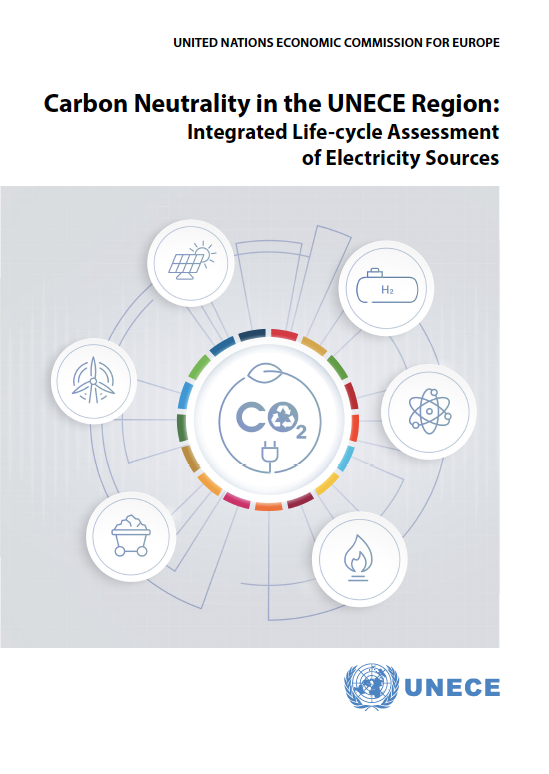 UNITED NATIONS ECONOMIC COMMISSION FOR EUROPE
Carbon Neutrality in the UNECE Region:
Integrated Life-cycle Assessment
of Electricity Sources
H₂
CO₂
UNECE